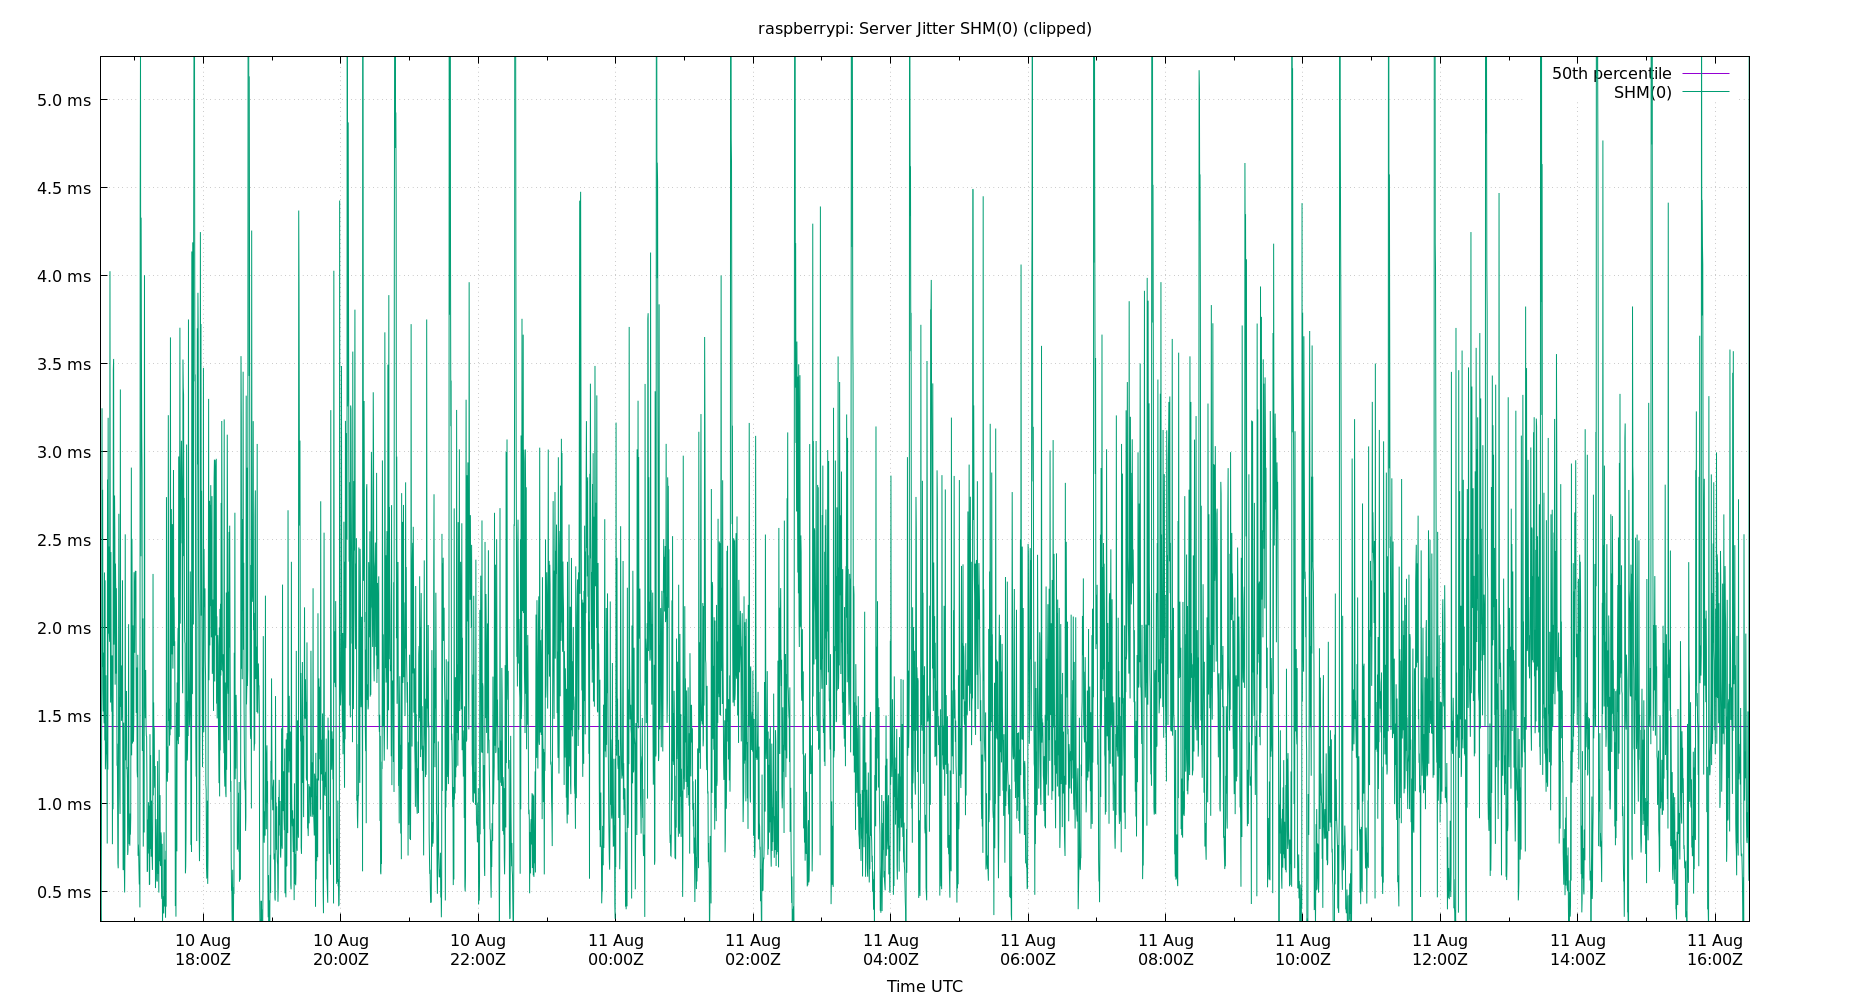 raspberrypi: Server Jitter SHM(0) (clipped)
50th percentile
SHM(0)
5.0 ms
4.5 ms
4.0 ms
3.5 ms
3.0 ms
2.5 ms
2.0 ms
1.5 ms
1.0 ms
0.5 ms
10 Aug 10 Aug 10 Aug 11 Aug 11 Aug 11 Aug 11 Aug 11 Aug 11 Aug 11 Aug 11 Aug 11 Aug
18:00Z 20:00Z 22:00Z 00:00Z 02:00Z 04:00Z 06:00Z 08:00Z 10:00Z 12:00Z 14:00Z 16:00Z
Time UTC